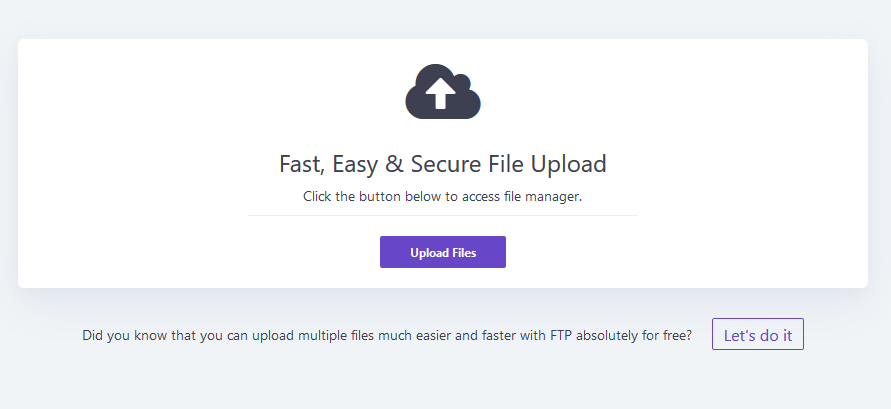 Fast, Easy & Secure File Upload
Click the button below to access file manager.
Upload Files
Did you know that you can upload multiple files much easier and faster with FTP absolutely for free?
Let's do it